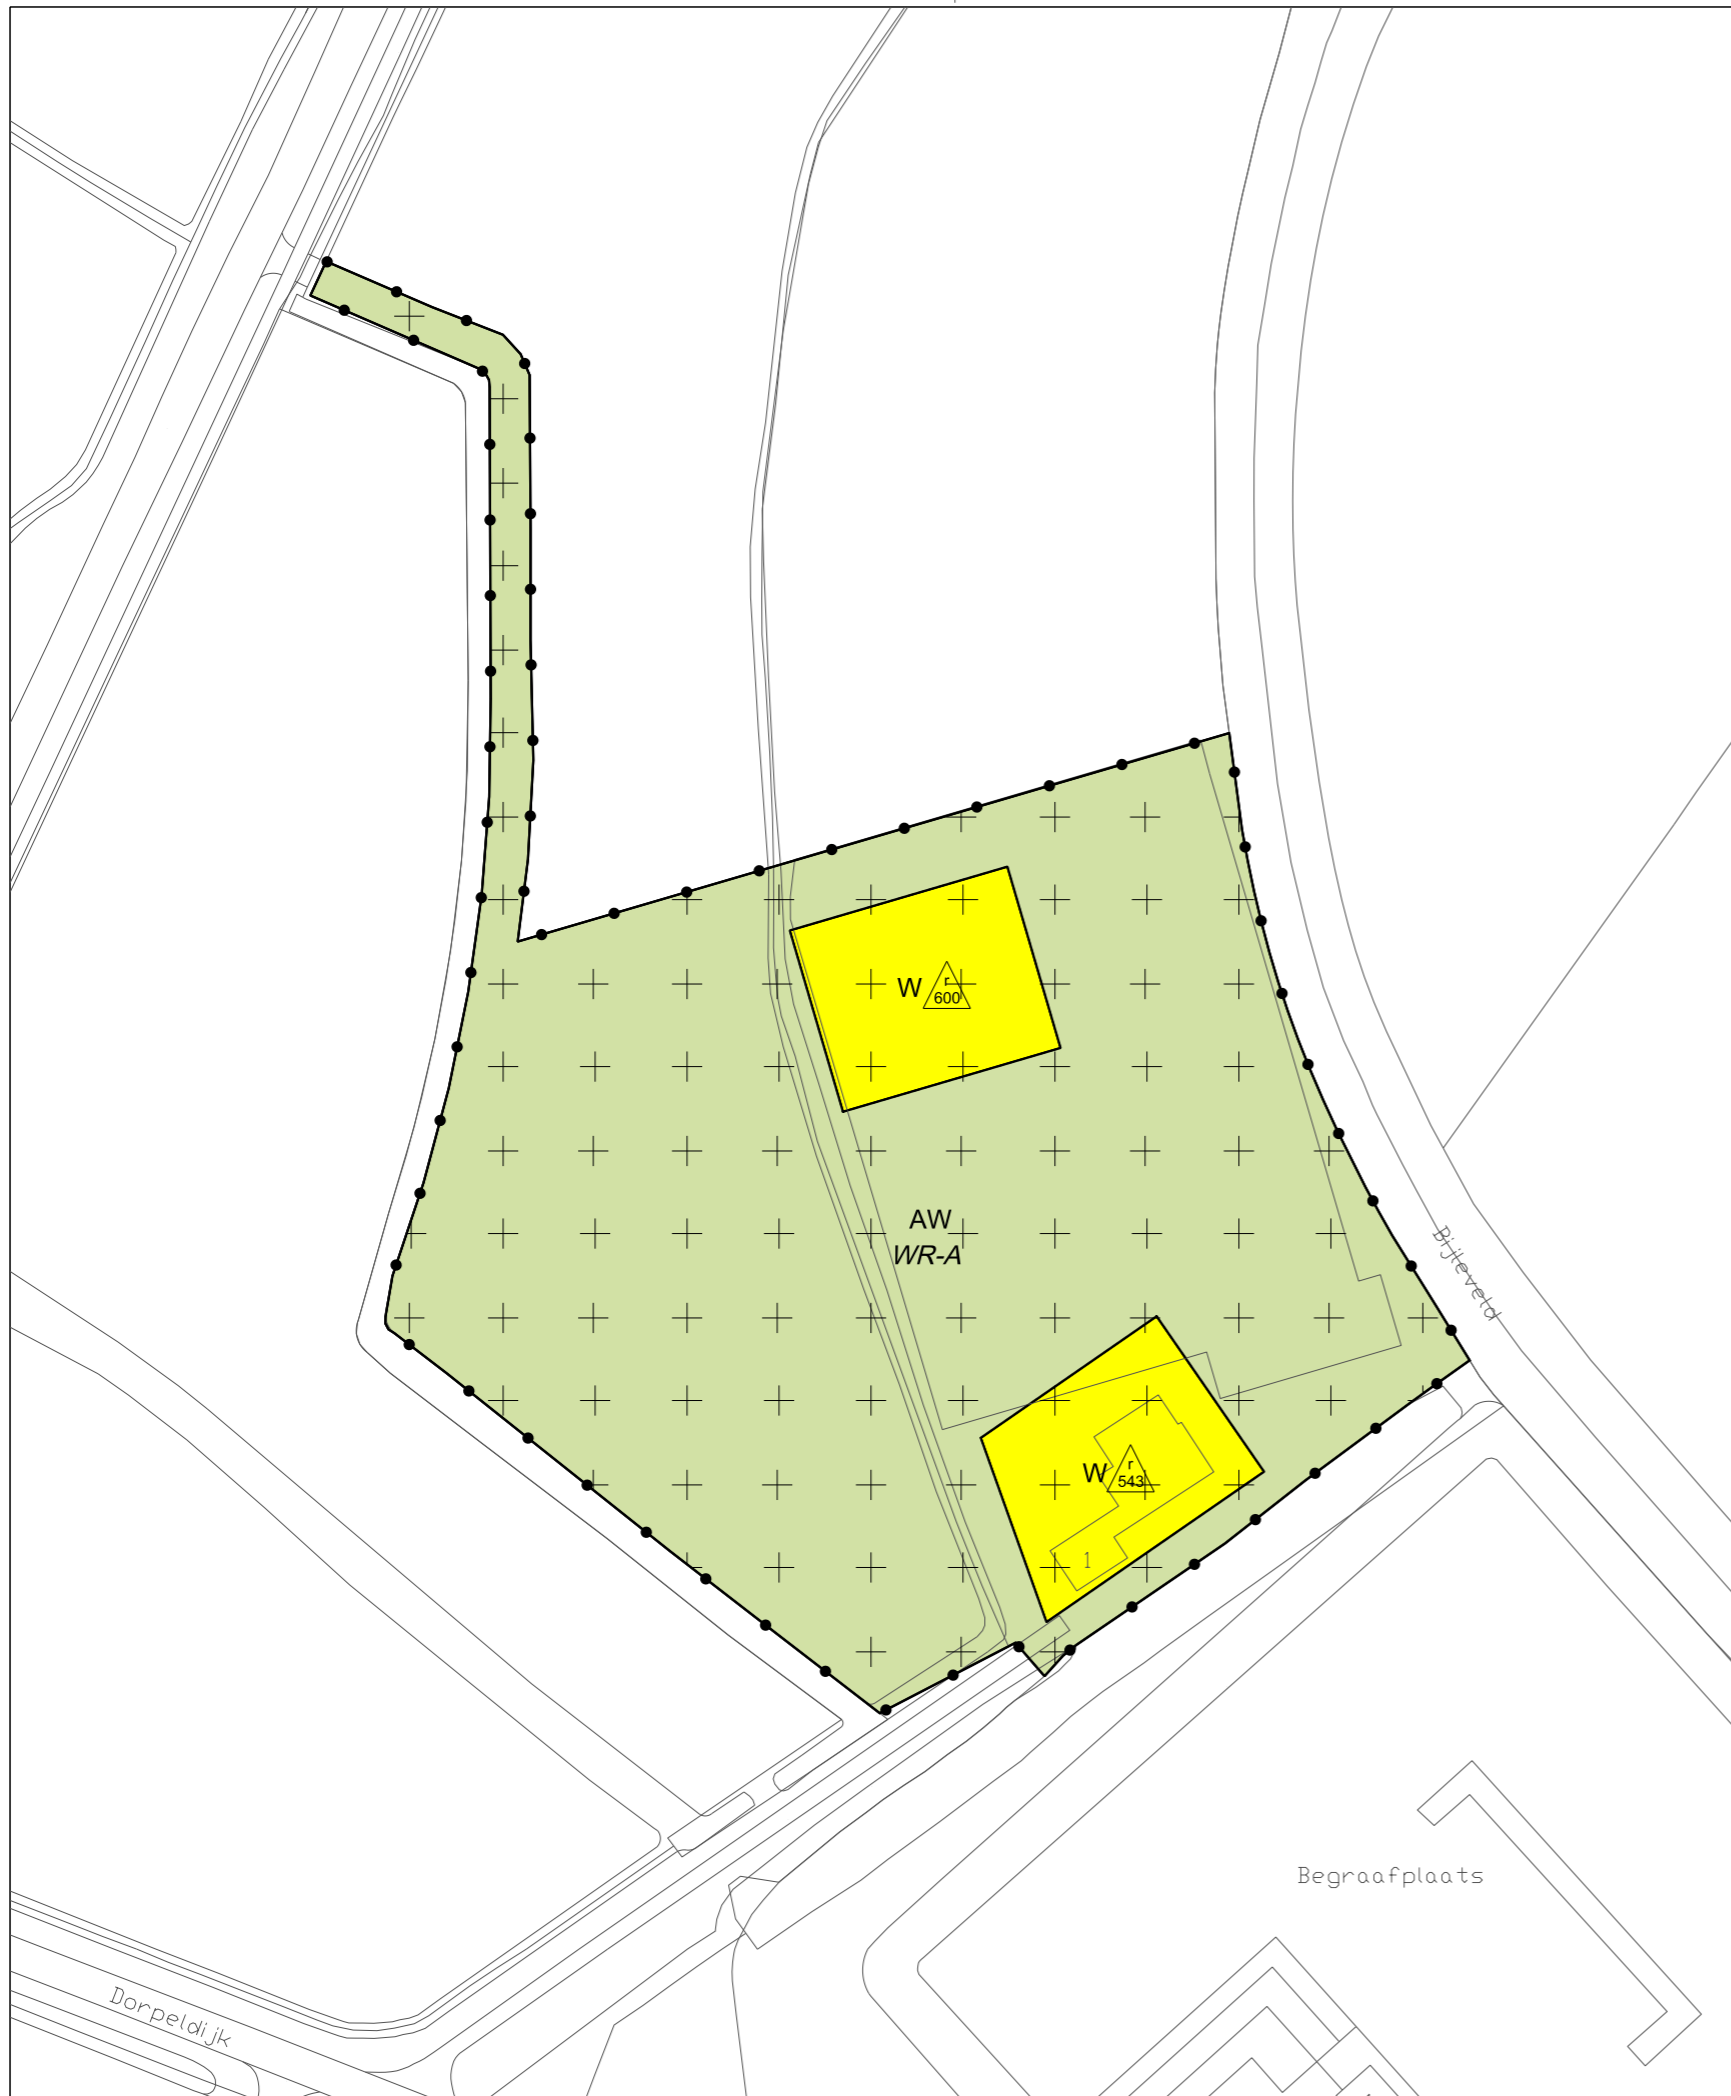 W
r
600
AW
WR-A
Bijleveld
W
r
543
1
Begraafplaats
Dorpeldijk